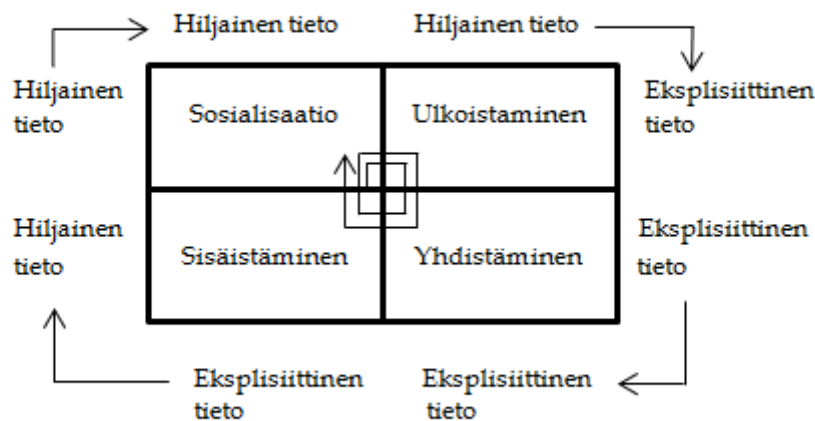 Hiljainen tieto
Hiljainen tieto
Hiljainen
tieto
Sosialisaatio
Ulkoistaminen
Eksplisiittinen
tieto
Hiljainen
tieto
Sisäistäminen
Yhdistäminen
Eksplisiittinen
tieto
Eksplisiittinen
tieto
Eksplisiittinen
tieto